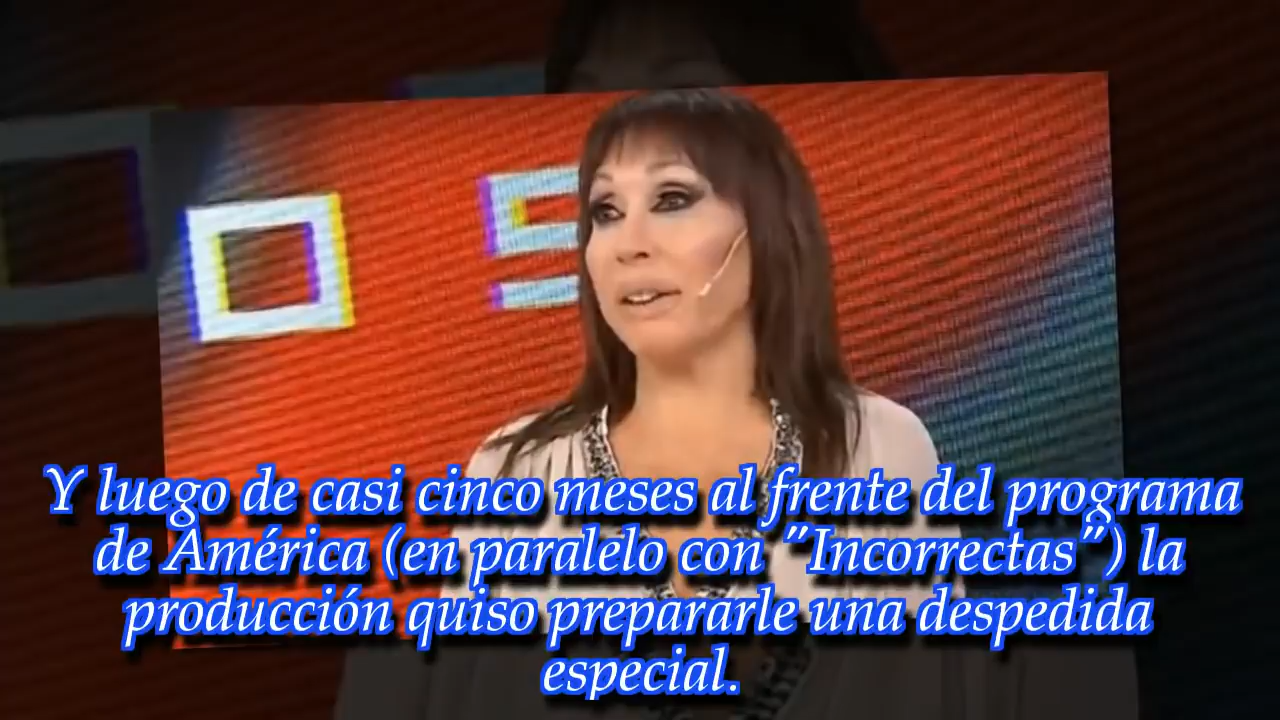 OS
Y luego de casi cinco meses al frente del programa
de América (en paralelo con "Incorrectas") la
producción quiso prepararle una despedida
especial.